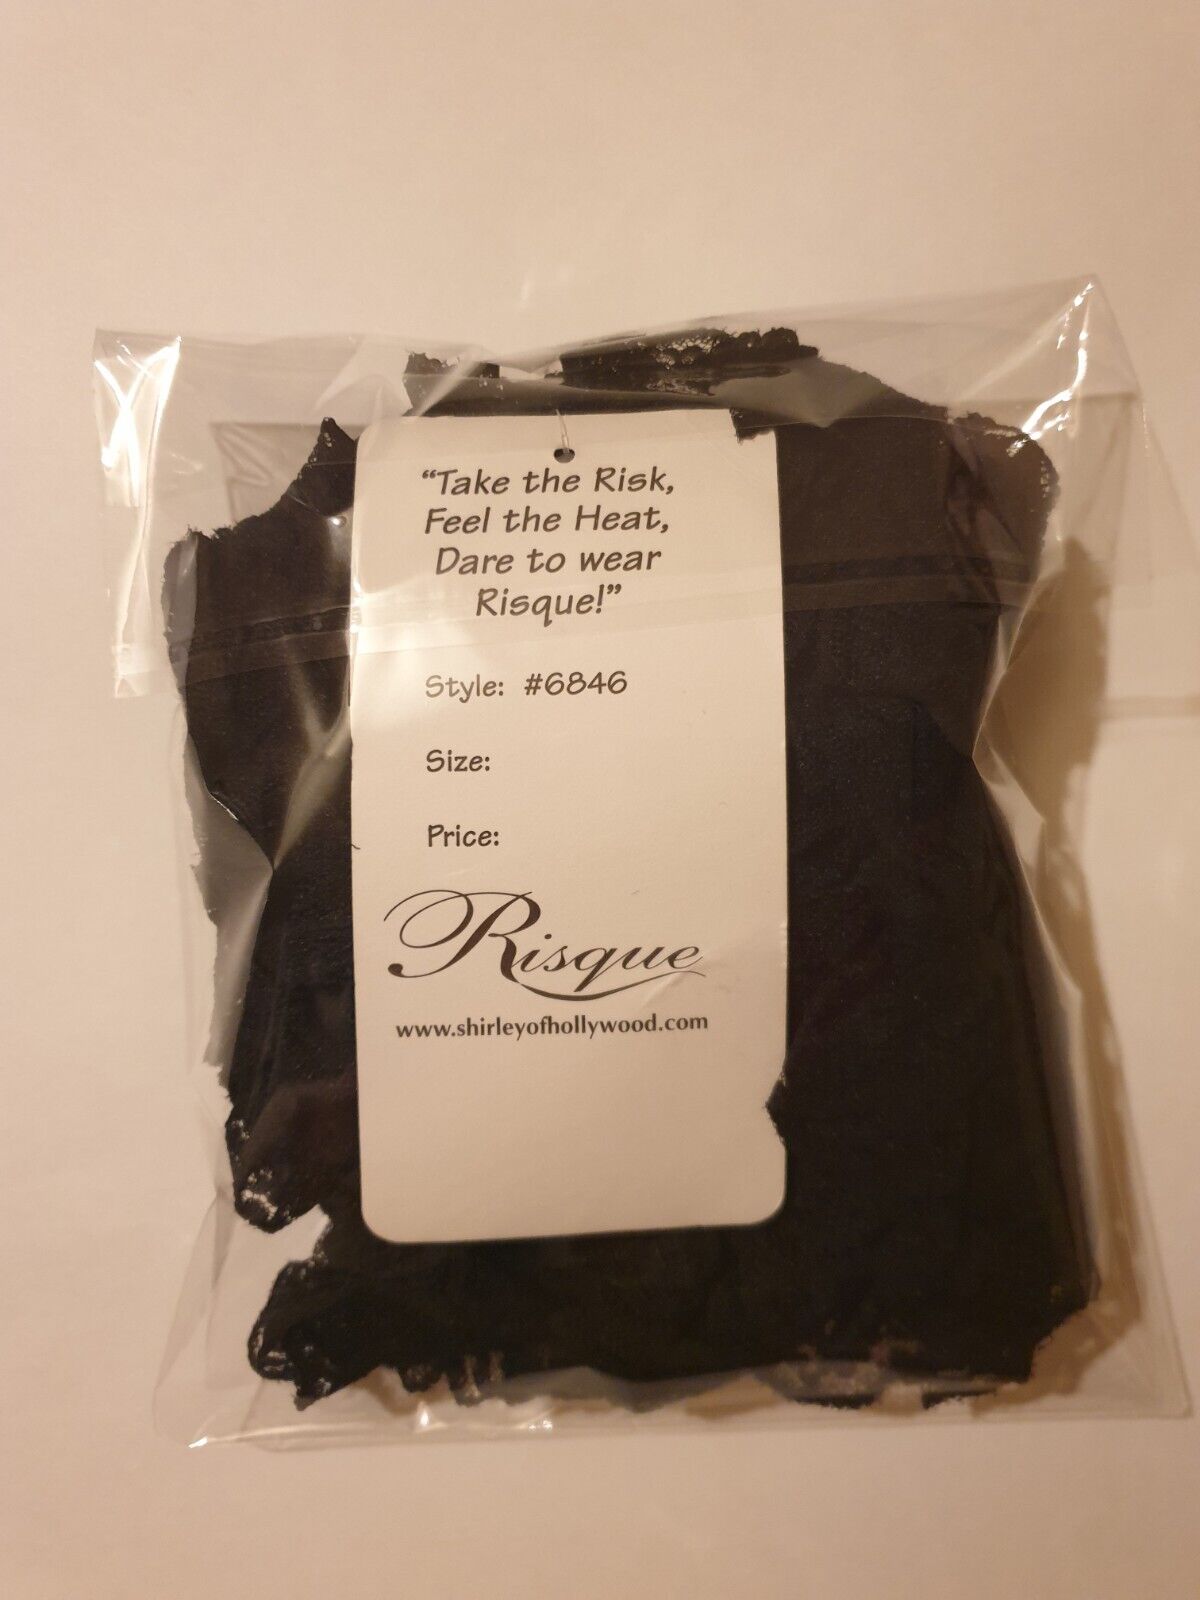 “Take the Risk,
Feel the Heat,
Dare to wear
Risque!”
Style: #6846
Size:
Price:
Risque
www.shirleyofhollywood.com